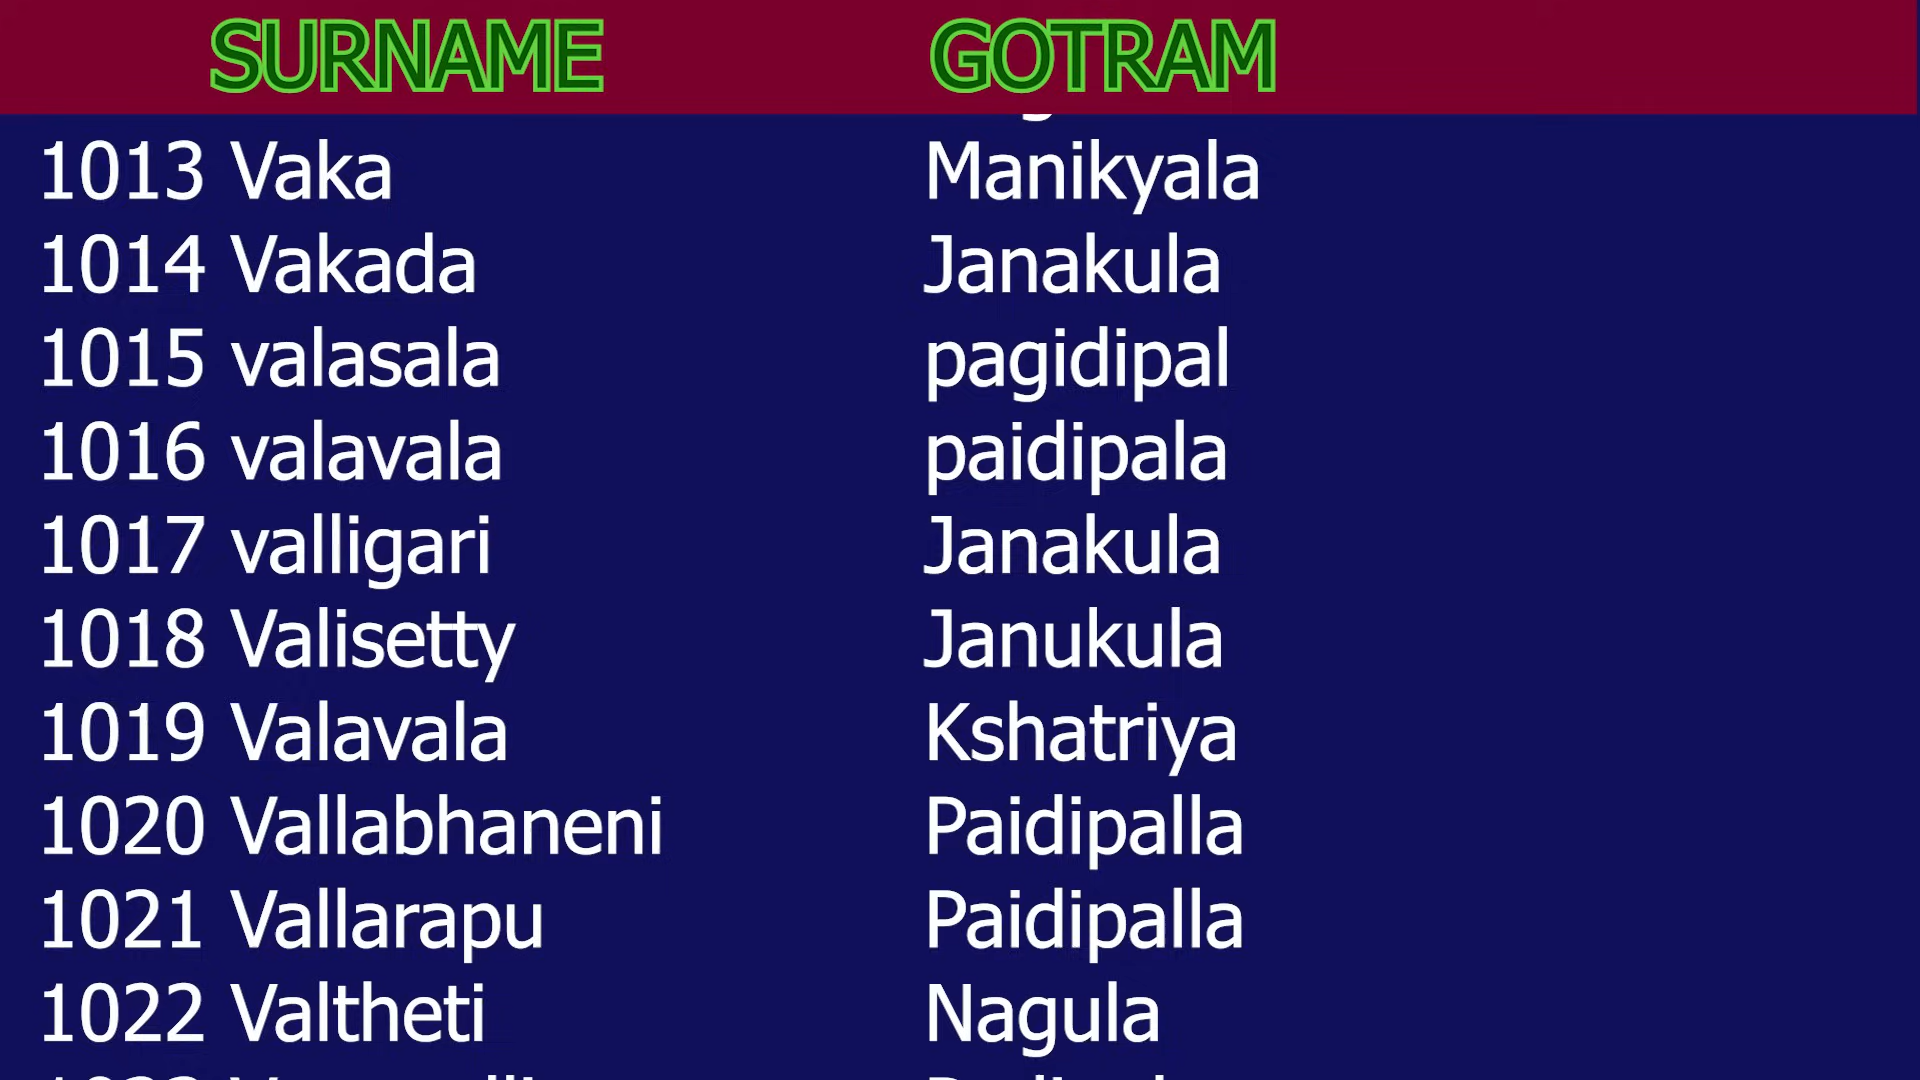 SURNAME GOTRAM
1013 Vaka Manikyala
1014 Vakada Janakula
1015 valasala pagidipal
1016 valavala paidipala
1017 valligari Janakula
1018 Valisetty Janukula
1019 Valavala Kshatriya
1020 Vallabhaneni Paidipalla
1021 Vallarapu Paidipalla
1022 Valtheti Nagula